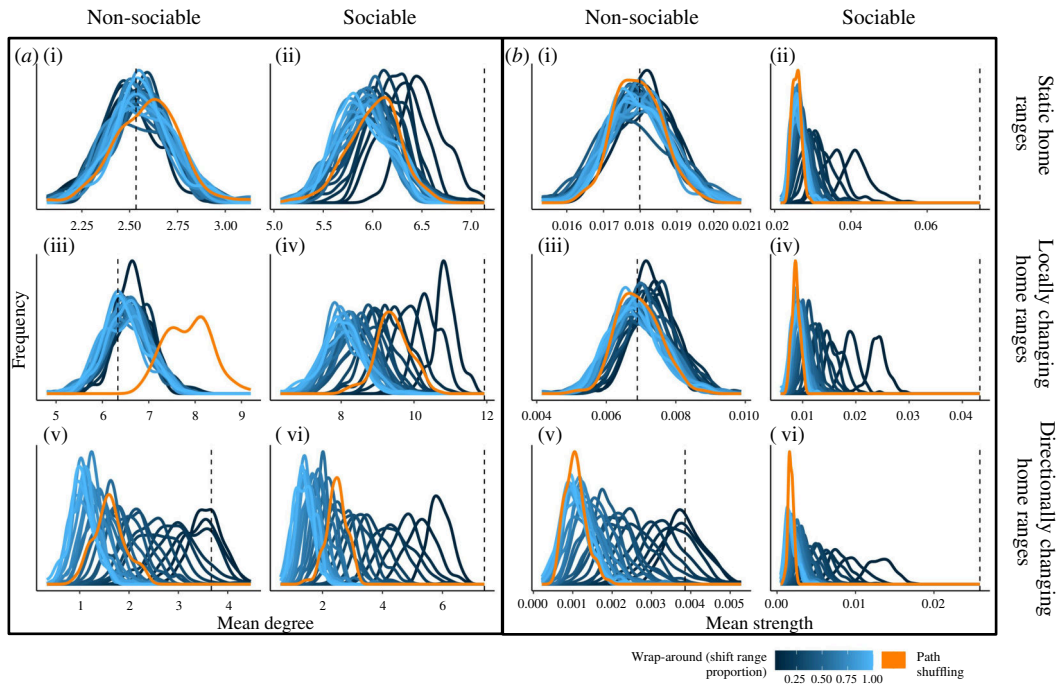 Non-sociable Sociable Non-sociable Sociable
(a) (i) (ii) (b) (i) (ii)
2.25 2.50 2.75 3.00 5.0 5.5 6.0 6.5 7.0 0.016 0.017 0.018 0.019 0.020 0.021 0.02 0.04 0.06
Static home
ranges
(iii) (iv) (iii) (iv)
Frequency
5 6 7 8 9 8 10 12 0.004 0.006 0.008 0.010 0.01 0.02 0.03 0.04
Locally changing
home ranges
(v) ( vi) (v) ( vi)
1 2 3 4 2 4 6 0.000 0.001 0.002 0.003 0.004 0.005 0.00 0.01 0.02
Directionally changing
home ranges
Mean degree Mean strength
Wrap-around (shift range
proportion)
0.25 0.50 0.75 1.00
Path
shuffling